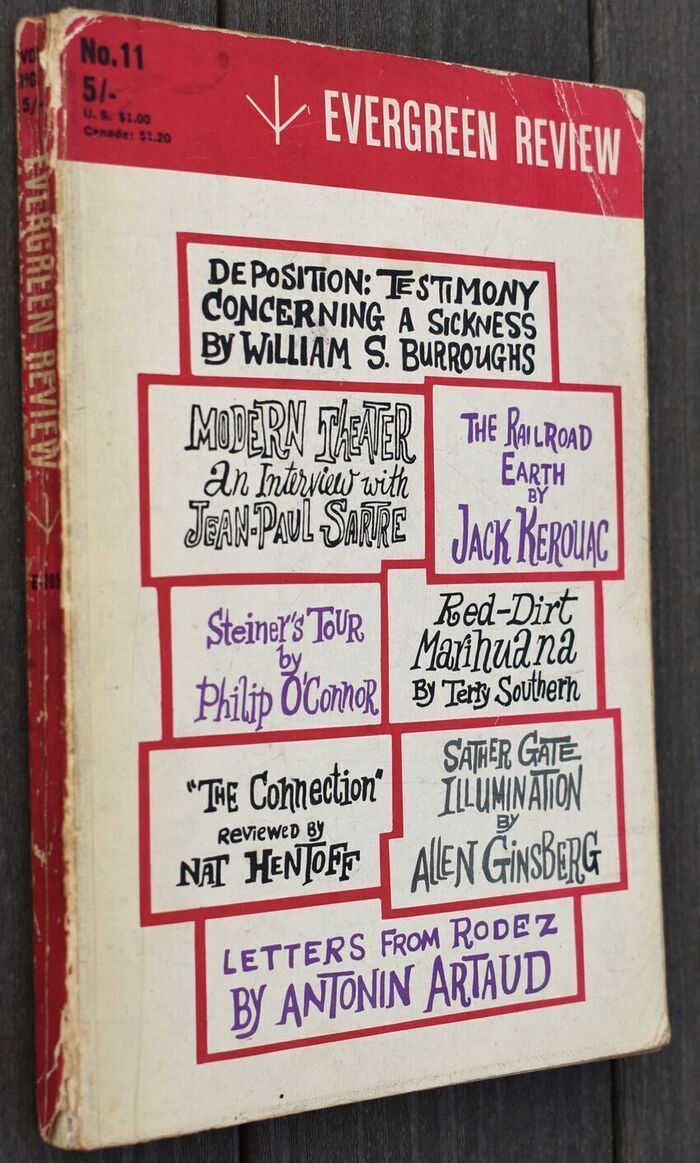 No.11
5/-
U. S. $1.00
Canada: $1.20
EVERGREEN REVIEW
DEPOSITION: TESTIMONY
CONCERNING A SICKNESS
BY WILLIAM S. BURROUGHS
MODERN THEATER
an Interview with
JEAN-PAUL SARTRE
THE RAILROAD
EARTH
BY
JACK KEROUAC
Steiner's TOUR
by
Philip O'Connor
Red-Dirt
Marihuana
By Terry Southern
"THE Connection"
REVIEWED BY
NAT HENTOFF
SATHER GATE
ILLUMINATION
BY
ALLEN GINSBERG
LETTERS FROM RODEZ
BY ANTONIN ARTAUD
EVERGREEN REVIEW